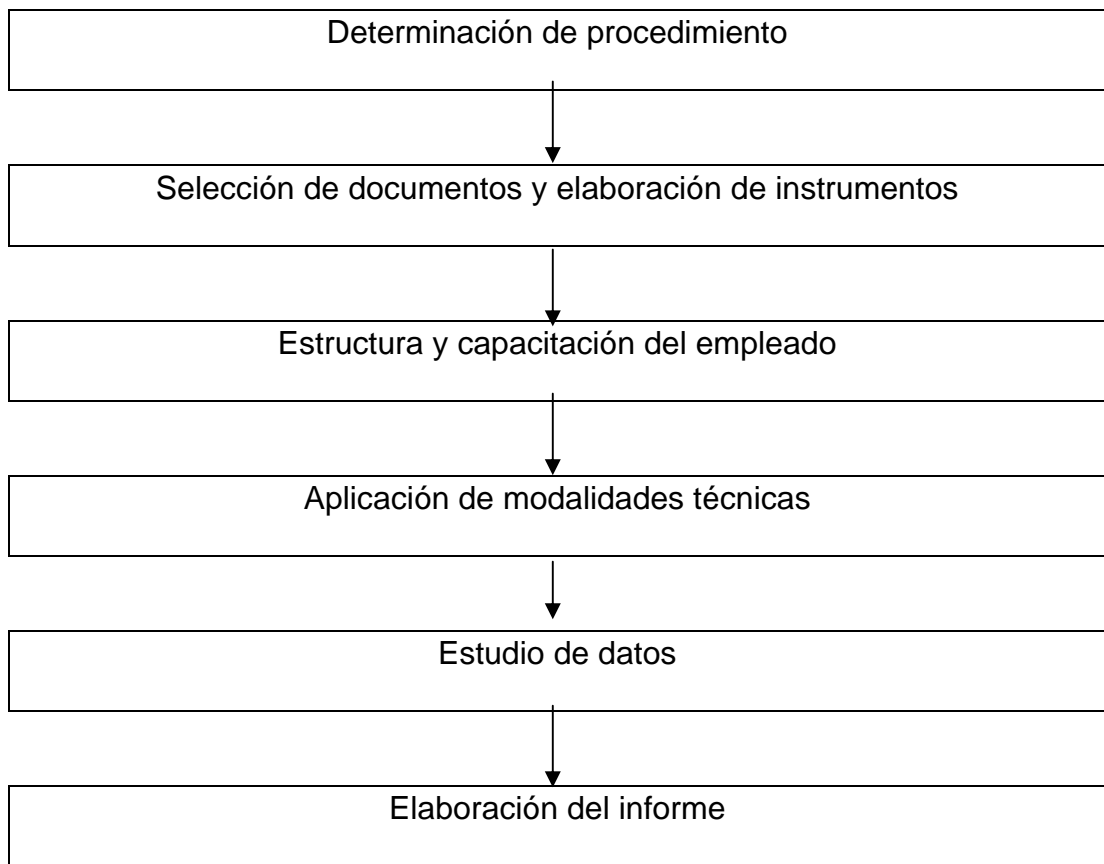 Determinación de procedimiento
Selección de documentos y elaboración de instrumentos
Estructura y capacitación del empleado
Aplicación de modalidades técnicas
Estudio de datos
Elaboración del informe